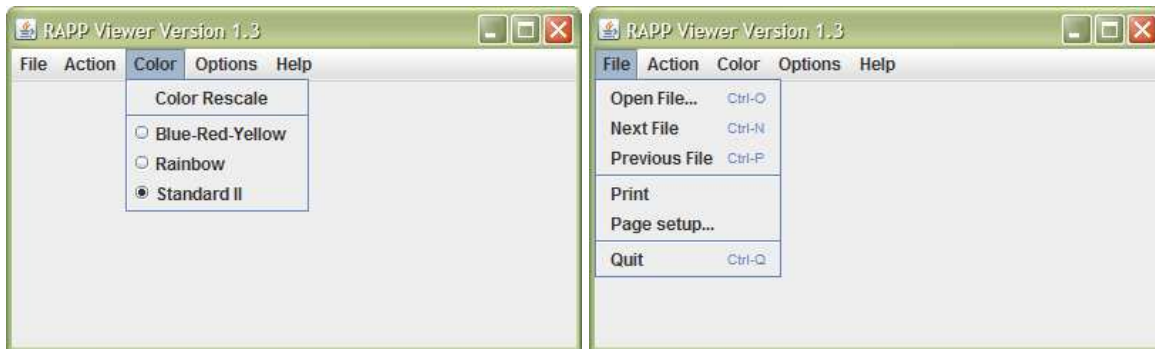 RAPP Viewer Version 1.3
File Action Color Options Help
Color Rescale
Blue-Red-Yellow
Rainbow
Standard II
RAPP Viewer Version 1.3
File Action Color Options Help
Open File... Ctrl-O
Next File Ctrl-N
Previous File Ctrl-P
Print
Page setup...
Quit Ctrl-Q